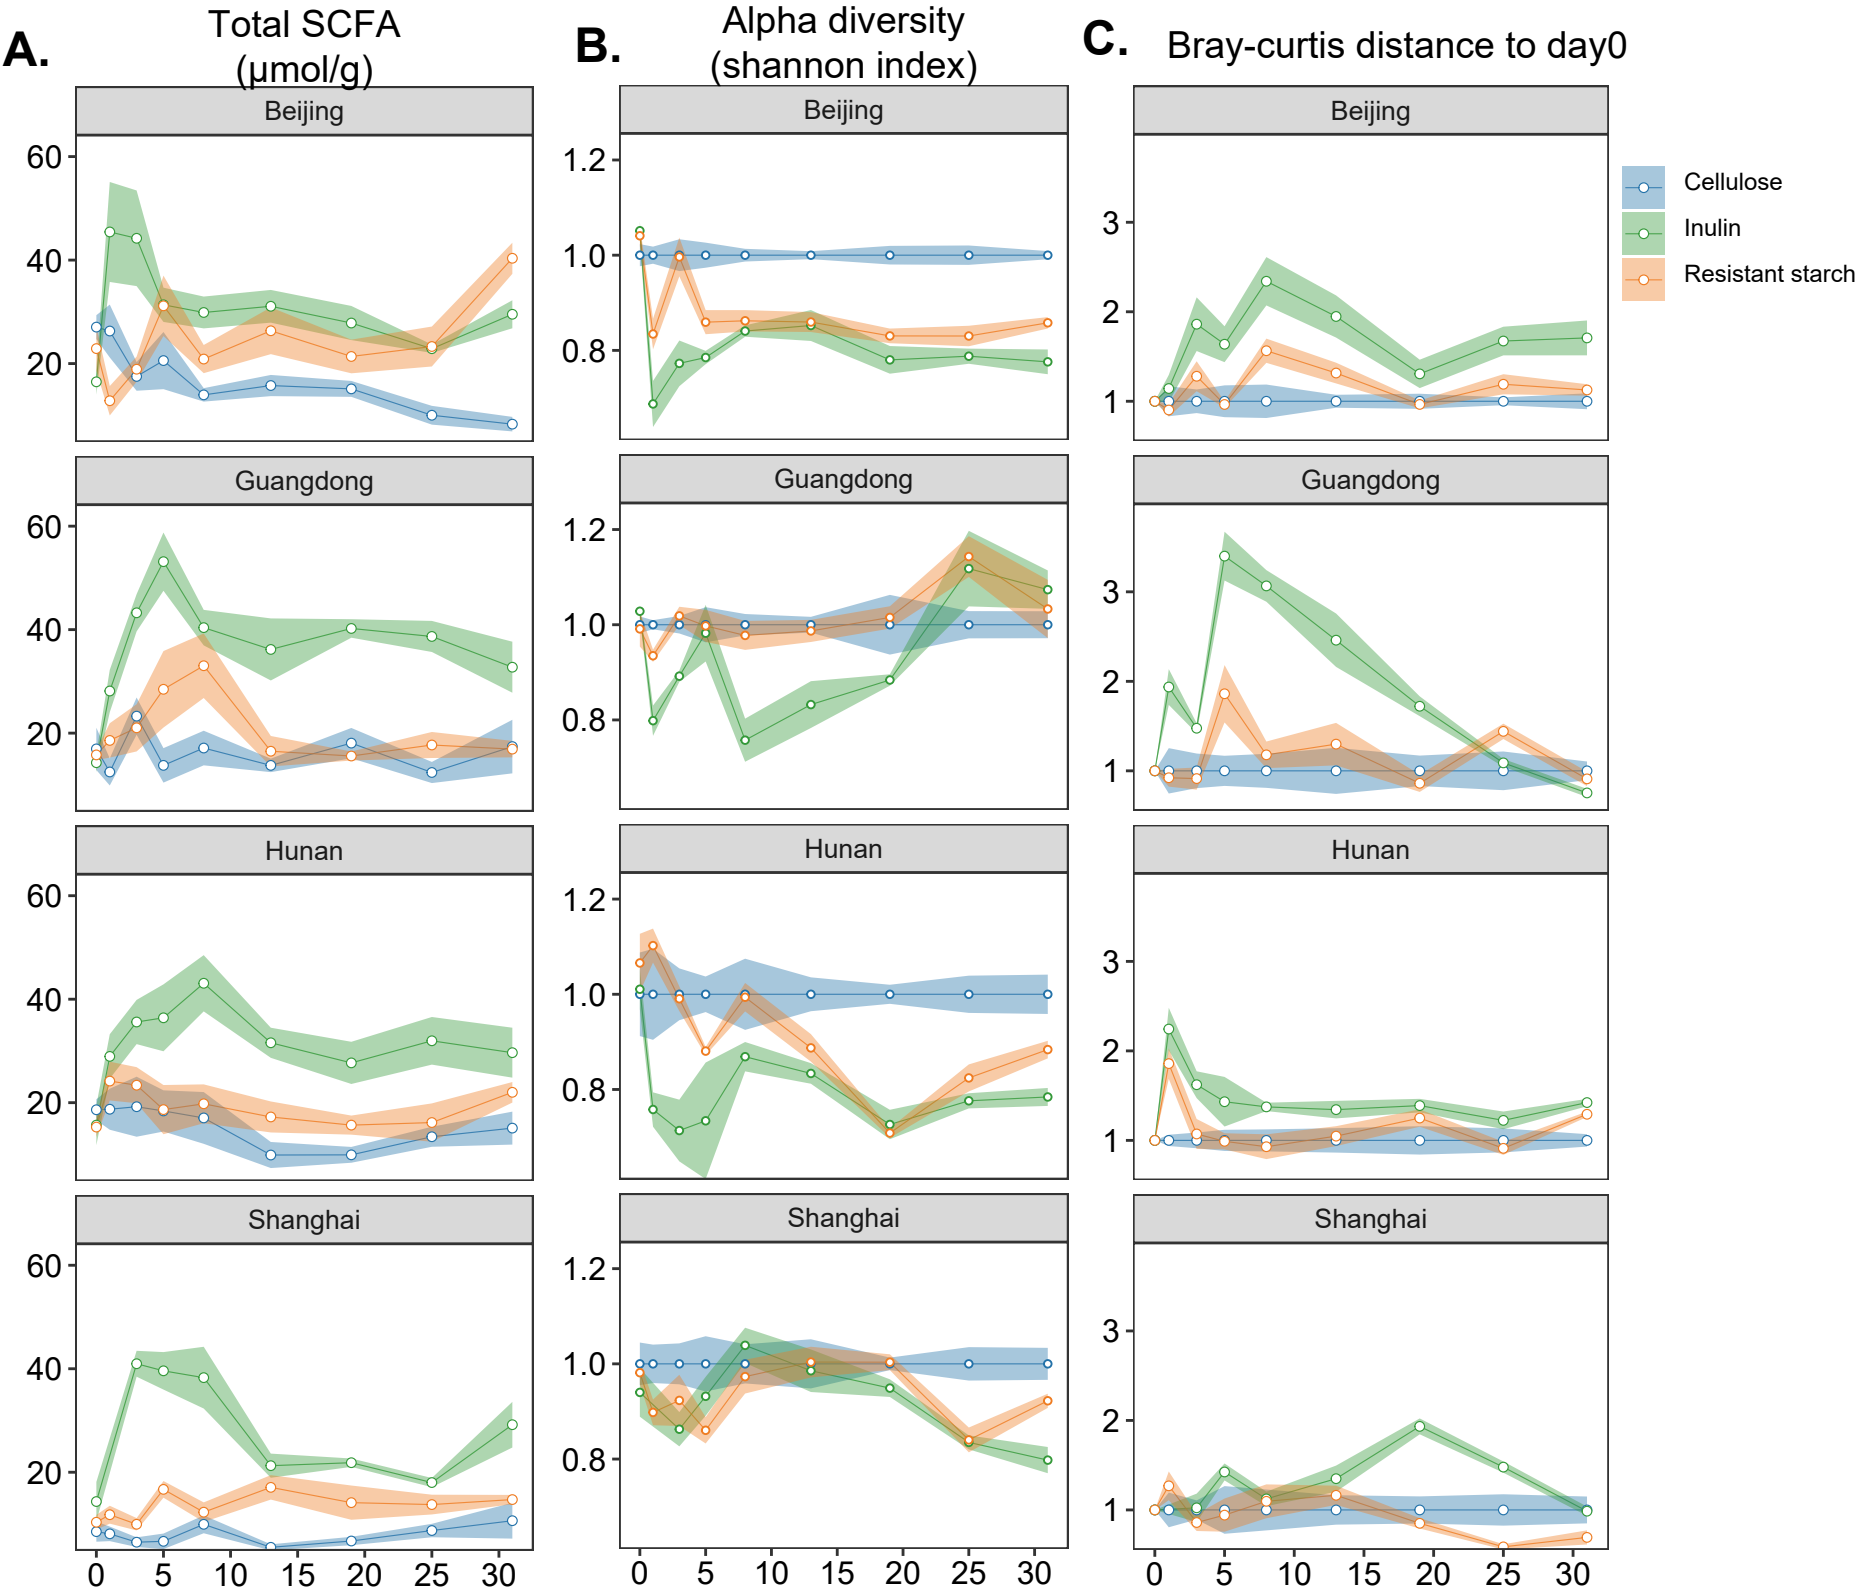 A.
Total SCFA
(µmol/g)
B.
Alpha diversity
(shannon index)
C.
Bray-curtis distance to day0
Beijing
60
40
20
Guangdong
60
40
20
Hunan
60
40
20
Shanghai
60
40
20
0 5 10 15 20 25 30
Beijing
1.2
1.0
0.8
Guangdong
1.2
1.0
0.8
Hunan
1.2
1.0
0.8
Shanghai
1.2
1.0
0.8
0 5 10 15 20 25 30
Beijing
3
2
1
Guangdong
3
2
1
Hunan
3
2
1
Shanghai
3
2
1
0 5 10 15 20 25 30
Cellulose
Inulin
Resistant starch